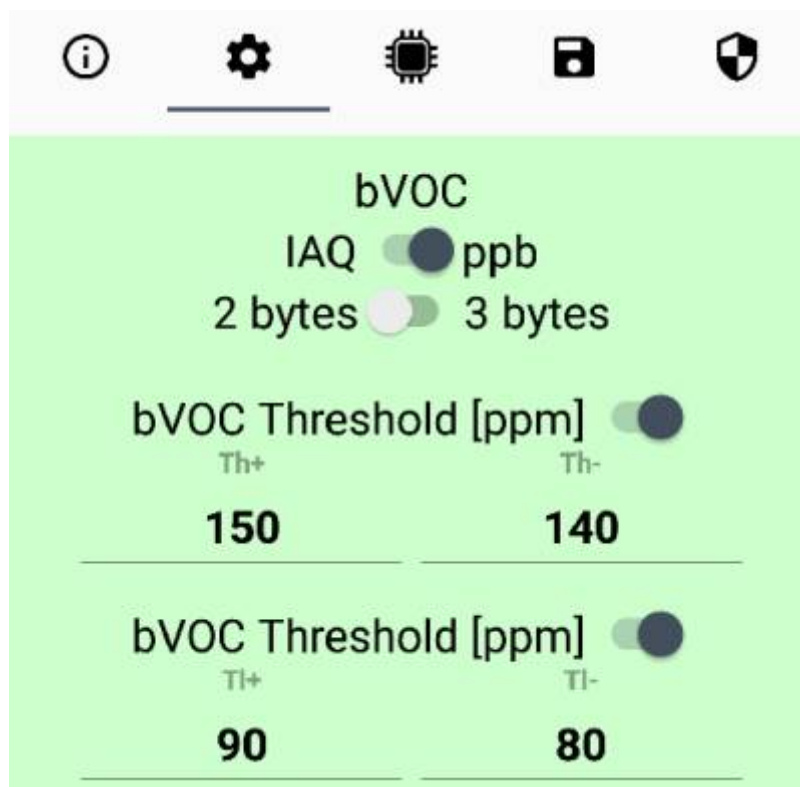 bVOC
IAQ ppb
2 bytes 3 bytes
bVOC Threshold [ppm]
Th+ Th-
150 140
bVOC Threshold [ppm]
Tl+ Tl-
90 80